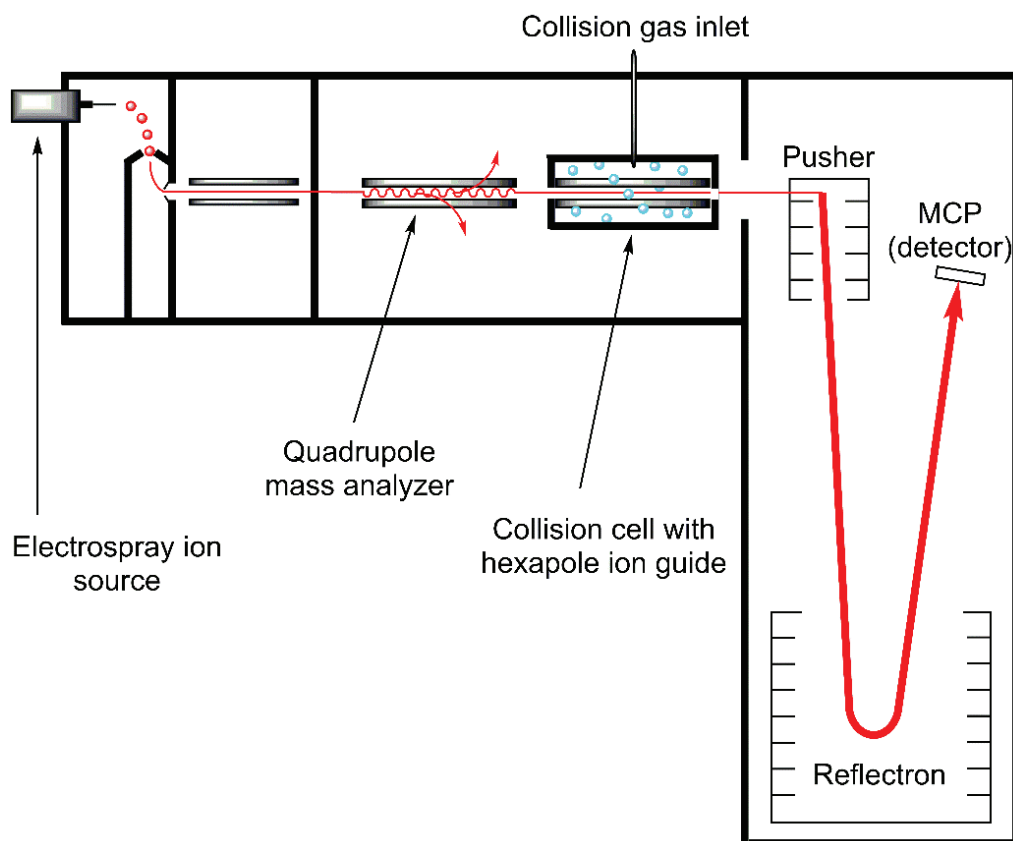 Collision gas inlet
Pusher
MCP
(detector)
Quadrupole
mass analyzer
Collision cell with
hexapole ion guide
Electrospray ion
source
Reflectron